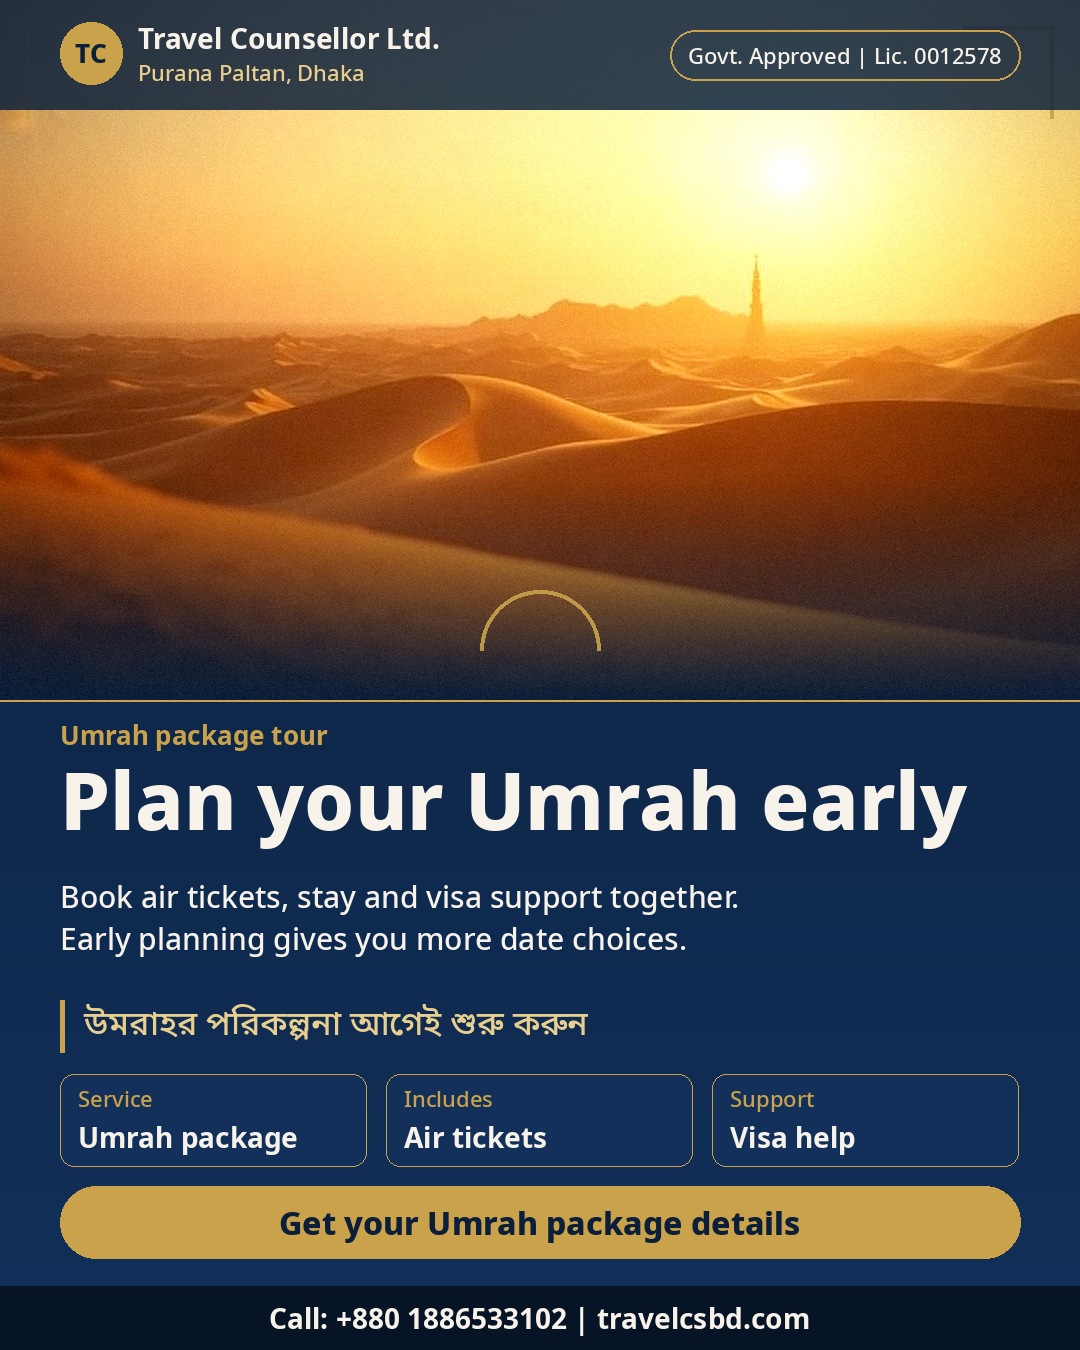 TC
Travel Counsellor Ltd.
Purana Paltan, Dhaka
Govt. Approved | Lic. 0012578
Umrah package tour
Plan your Umrah early
Book air tickets, stay and visa support together.
Early planning gives you more date choices.
উমরাহর পরিকল্পনা আগেই শুরু করুন
Service
Umrah package
Includes
Air tickets
Support
Visa help
Get your Umrah package details
Call: +880 1886533102 | travelcsbd.com